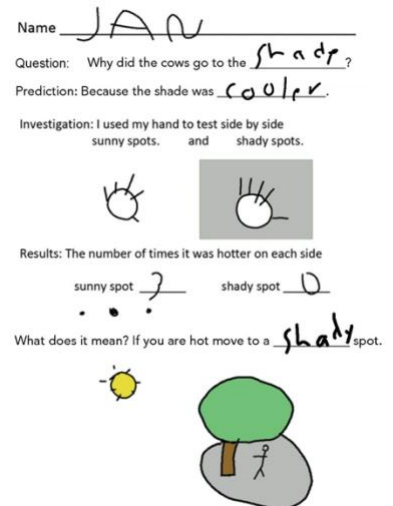 Name JAN
Question: Why did the cows go to the shade?
Prediction: Because the shade was cooler.
Investigation: I used my hand to test side by side
sunny spots. and shady spots.
Results: The number of times it was hotter on each side
sunny spot 3 shady spot 0
What does it mean? If you are hot move to a shady spot.